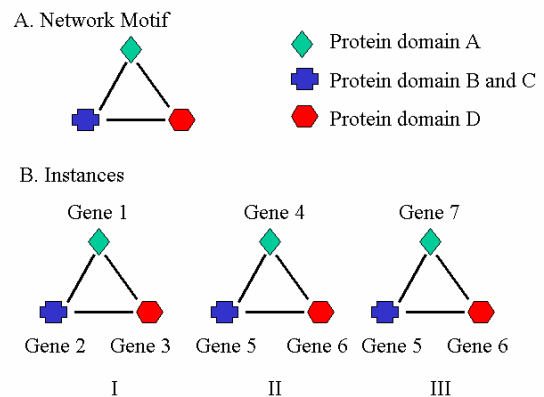 A. Network Motif
Protein domain A
Protein domain B and C
Protein domain D
B. Instances
Gene 1 Gene 4 Gene 7
Gene 2 Gene 3 Gene 5 Gene 6 Gene 5 Gene 6
I II III